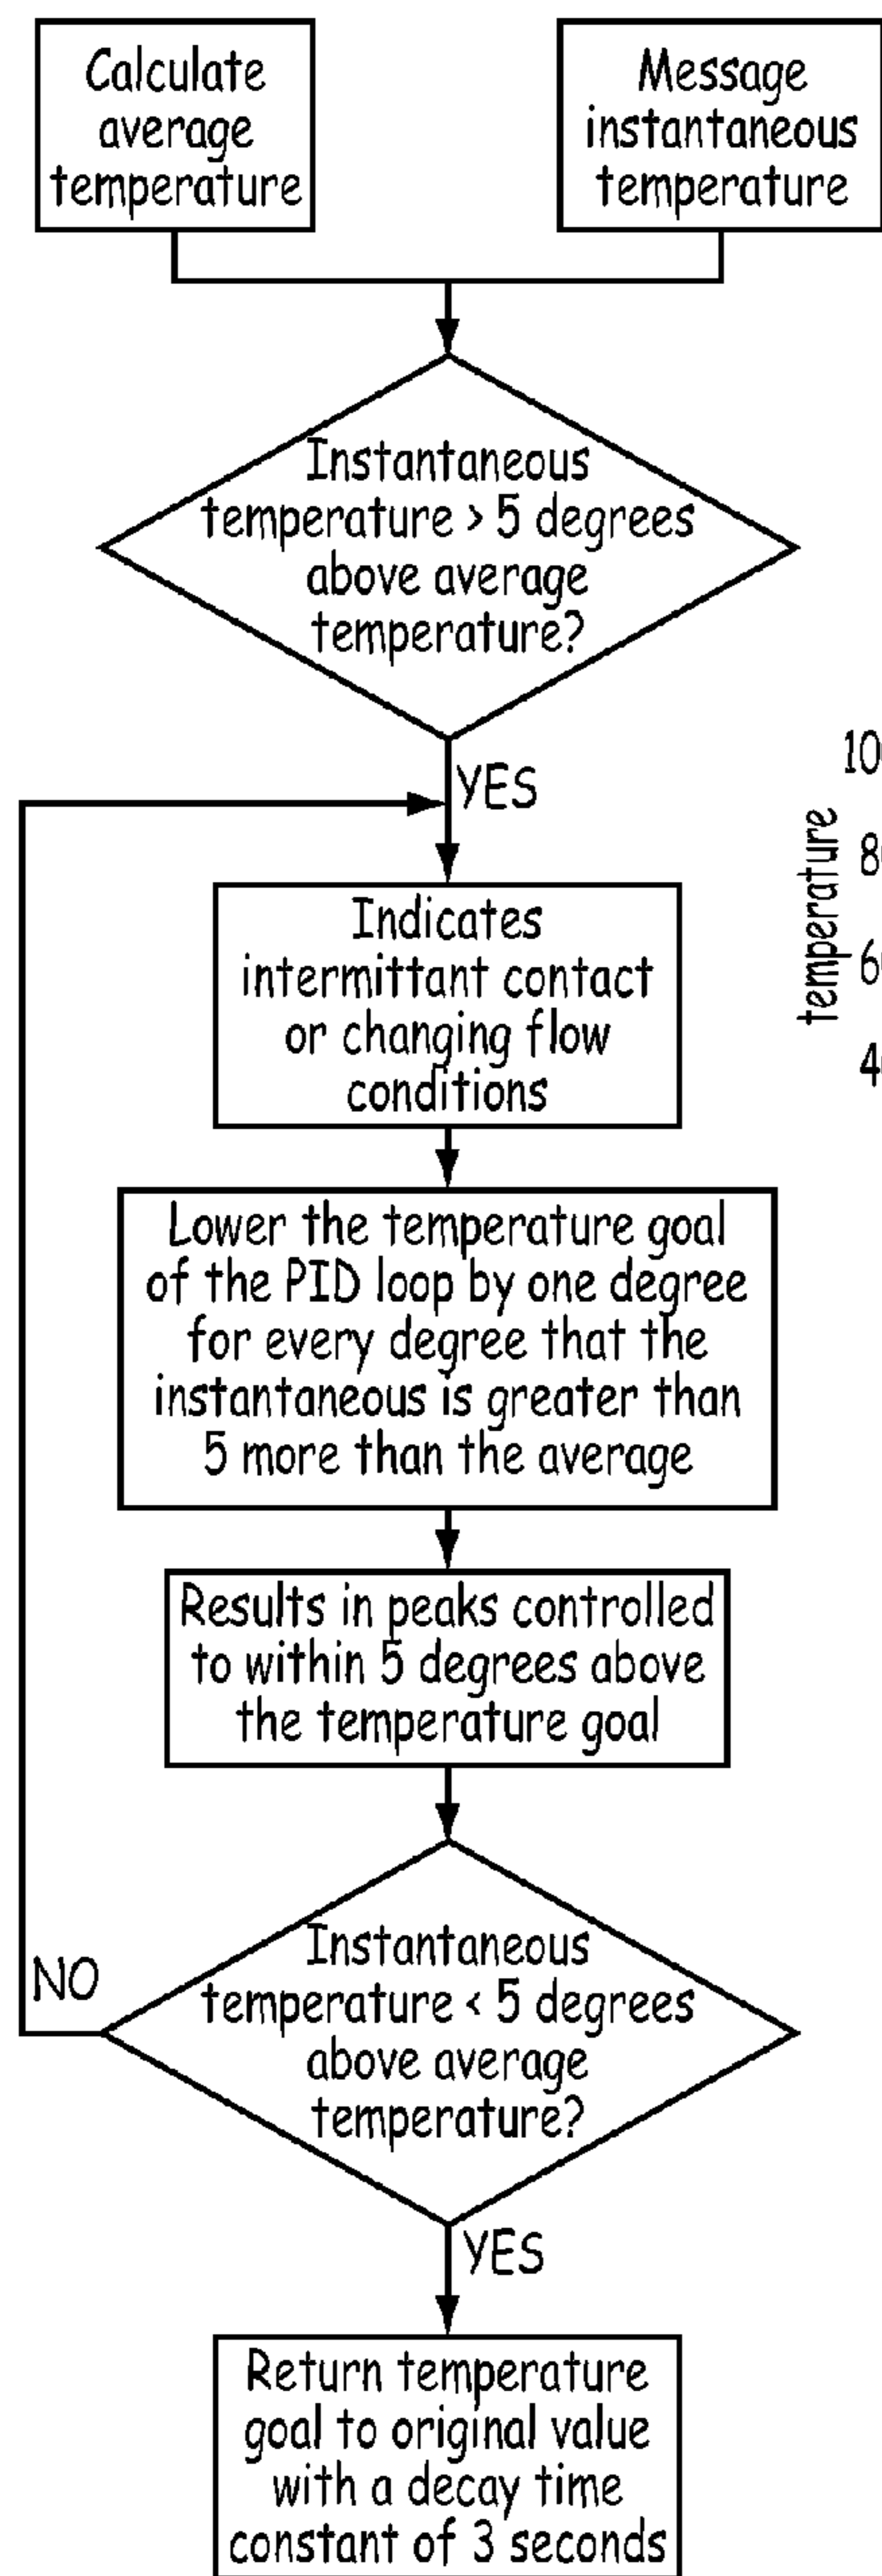 Calculate
average
temperature
Message
instantaneous
temperature
Instantaneous
temperature > 5 degrees
above average
temperature?
YES
Indicates
intermittant contact
or changing flow
conditions
temperature
Lower the temperature goal
of the PID loop by one degree
for every degree that the
instantaneous is greater than
5 more than the average
Results in peaks controlled
to within 5 degrees above
the temperature goal
Instantaneous
temperature < 5 degrees
above average
temperature?
NO
YES
Return temperature
goal to original value
with a decay time
constant of 3 seconds